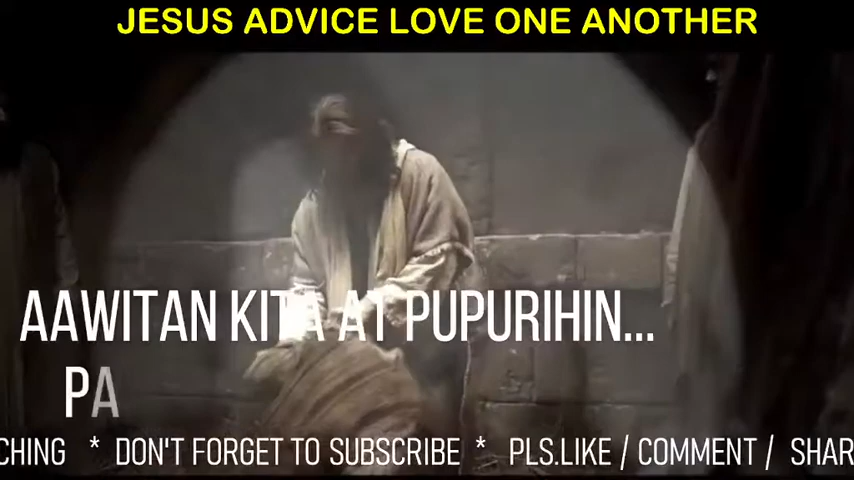 JESUS ADVICE LOVE ONE ANOTHER
AAWITAN KITA AT PUPURIHIN...
PA
CHING * DON'T FORGET TO SUBSCRIBE * PLS.LIKE / COMMENT / SHAR